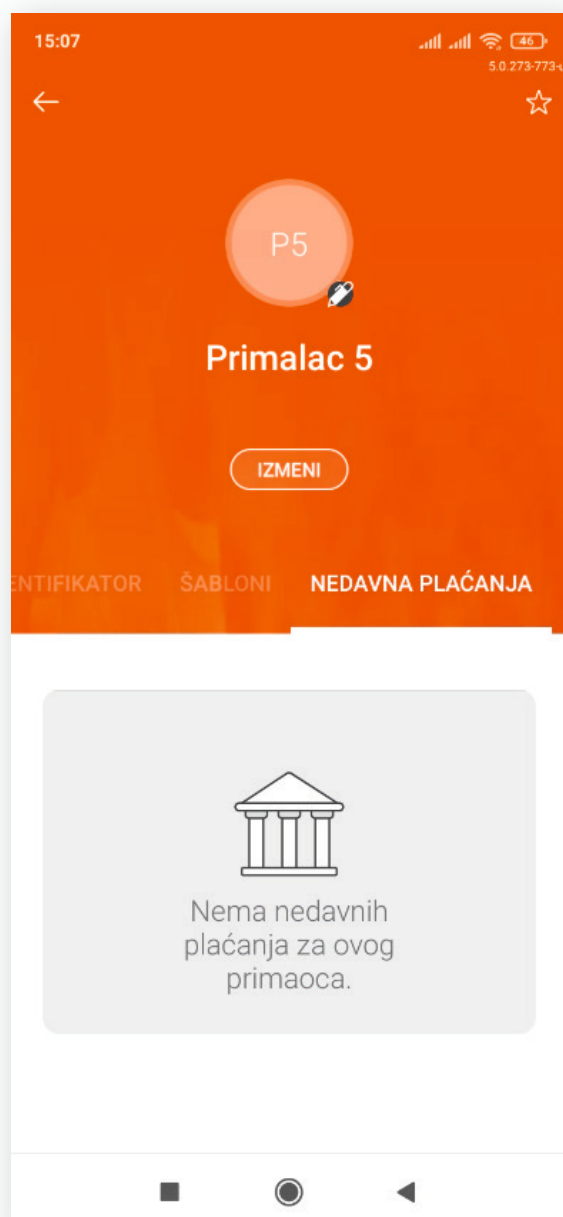 15:07
46
5.0.273-773-u
P5
Primalac 5
IZMENI
ENTIFIKATOR ŠABLONI NEDAVNA PLAĆANJA
Nema nedavnih
plaćanja za ovog
primaoca.